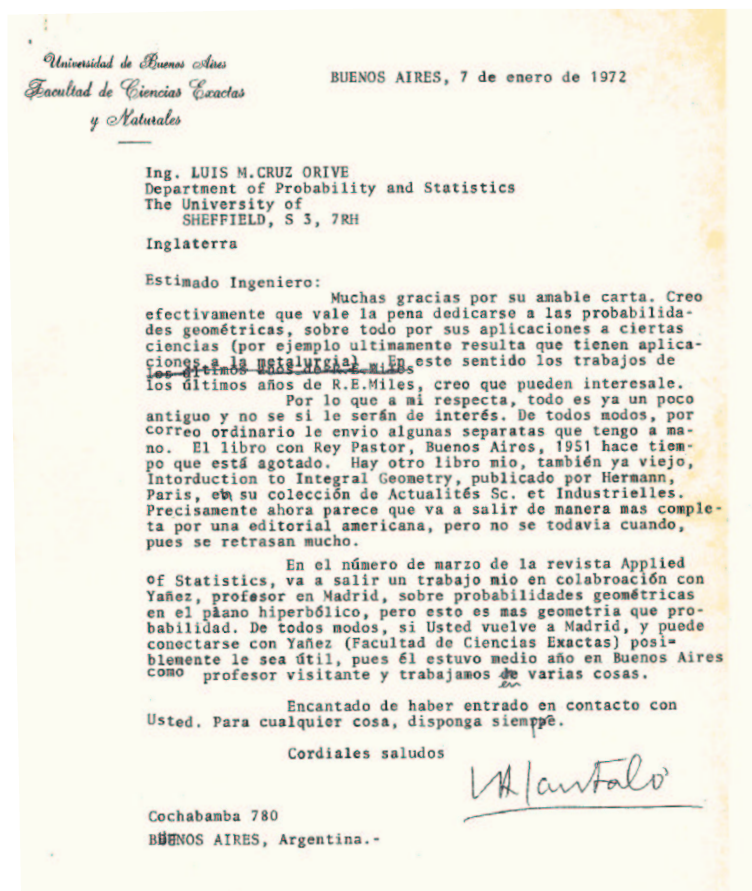 Universidad de Buenos Aires
Facultad de Ciencias Exactas
y Naturales
BUENOS AIRES, 7 de enero de 1972
Ing. LUIS M.CRUZ ORIVE
Department of Probability and Statistics
The University of
SHEFFIELD, S 3, 7RH
Inglaterra
Estimado Ingeniero:
Muchas gracias por su amable carta. Creo
efectivamente que vale la pena dedicarse a las probabilida-
des geométricas, sobre todo por sus aplicaciones a ciertas
ciencias (por ejemplo ultimamente resulta que tienen aplica-
ciones a la metalurgia). En este sentido los trabajos de
los últimos años de R.E.Miles
los últimos años de R.E.Miles, creo que pueden interesale.
Por lo que a mi respecta, todo es ya un poco
antiguo y no se si le serán de interés. De todos modos, por
correo ordinario le envio algunas separatas que tengo a ma-
no. El libro con Rey Pastor, Buenos Aires, 1951 hace tiem-
po que está agotado. Hay otro libro mio, también ya viejo,
Intorduction to Integral Geometry, publicado por Hermann,
Paris, en su colección de Actualités Sc. et Industrielles.
Precisamente ahora parece que va a salir de manera mas comple-
ta por una editorial americana, pero no se todavia cuando,
pues se retrasan mucho.
En el número de marzo de la revista Applied
of Statistics, va a salir un trabajo mio en colabroación con
Yañez, profesor en Madrid, sobre probabilidades geométricas
en el plano hiperbólico, pero esto es mas geometria que pro-
babilidad. De todos modos, si Usted vuelve a Madrid, y puede
conectarse con Yañez (Facultad de Ciencias Exactas) posi-
blemente le sea útil, pues él estuvo medio año en Buenos Aires
como profesor visitante y trabajamos en varias cosas.
Encantado de haber entrado en contacto con
Usted. Para cualquier cosa, disponga siempre.
Cordiales saludos
LASantaló
Cochabamba 780
BUENOS AIRES, Argentina.-